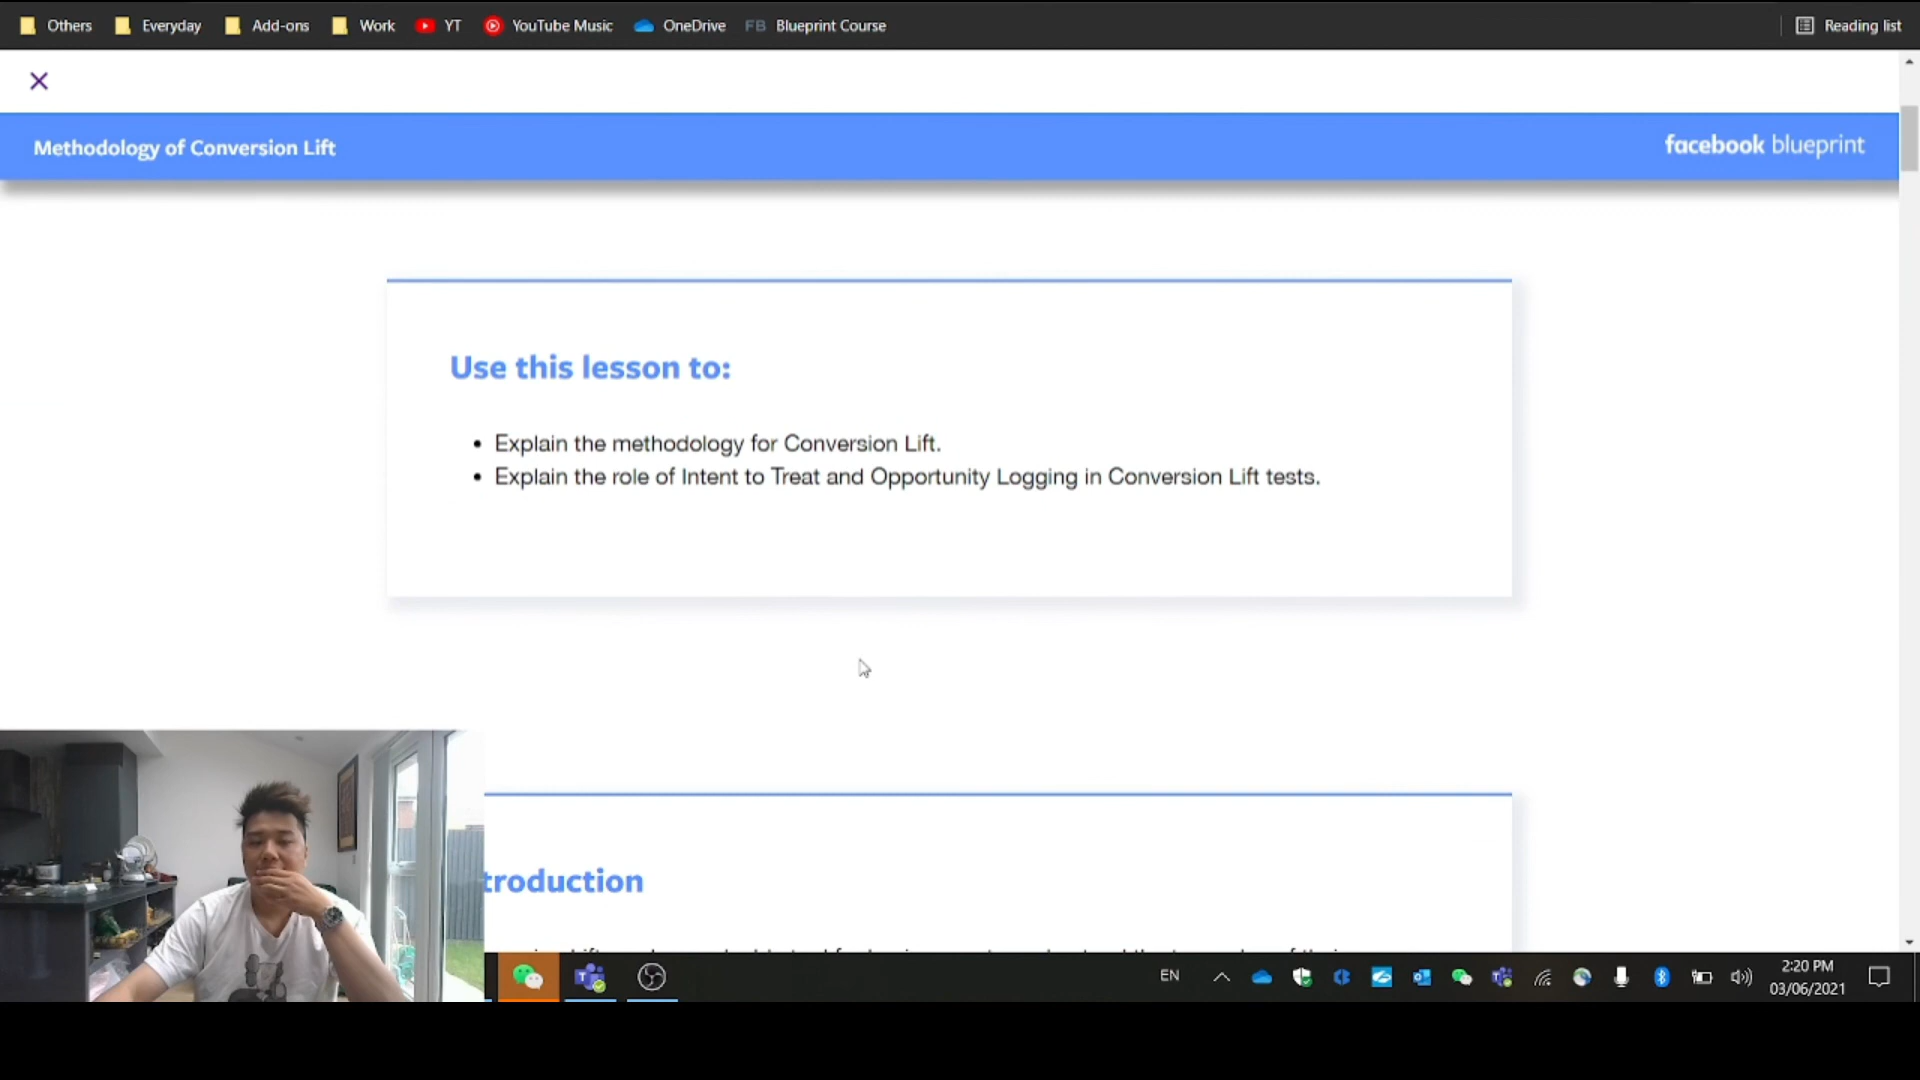 Others Everyday Add-ons Work YT YouTube Music OneDrive FB Blueprint Course Reading list
Methodology of Conversion Lift facebook blueprint
Use this lesson to:
• Explain the methodology for Conversion Lift.
• Explain the role of Intent to Treat and Opportunity Logging in Conversion Lift tests.
troduction
EN 2:20 PM
03/06/2021